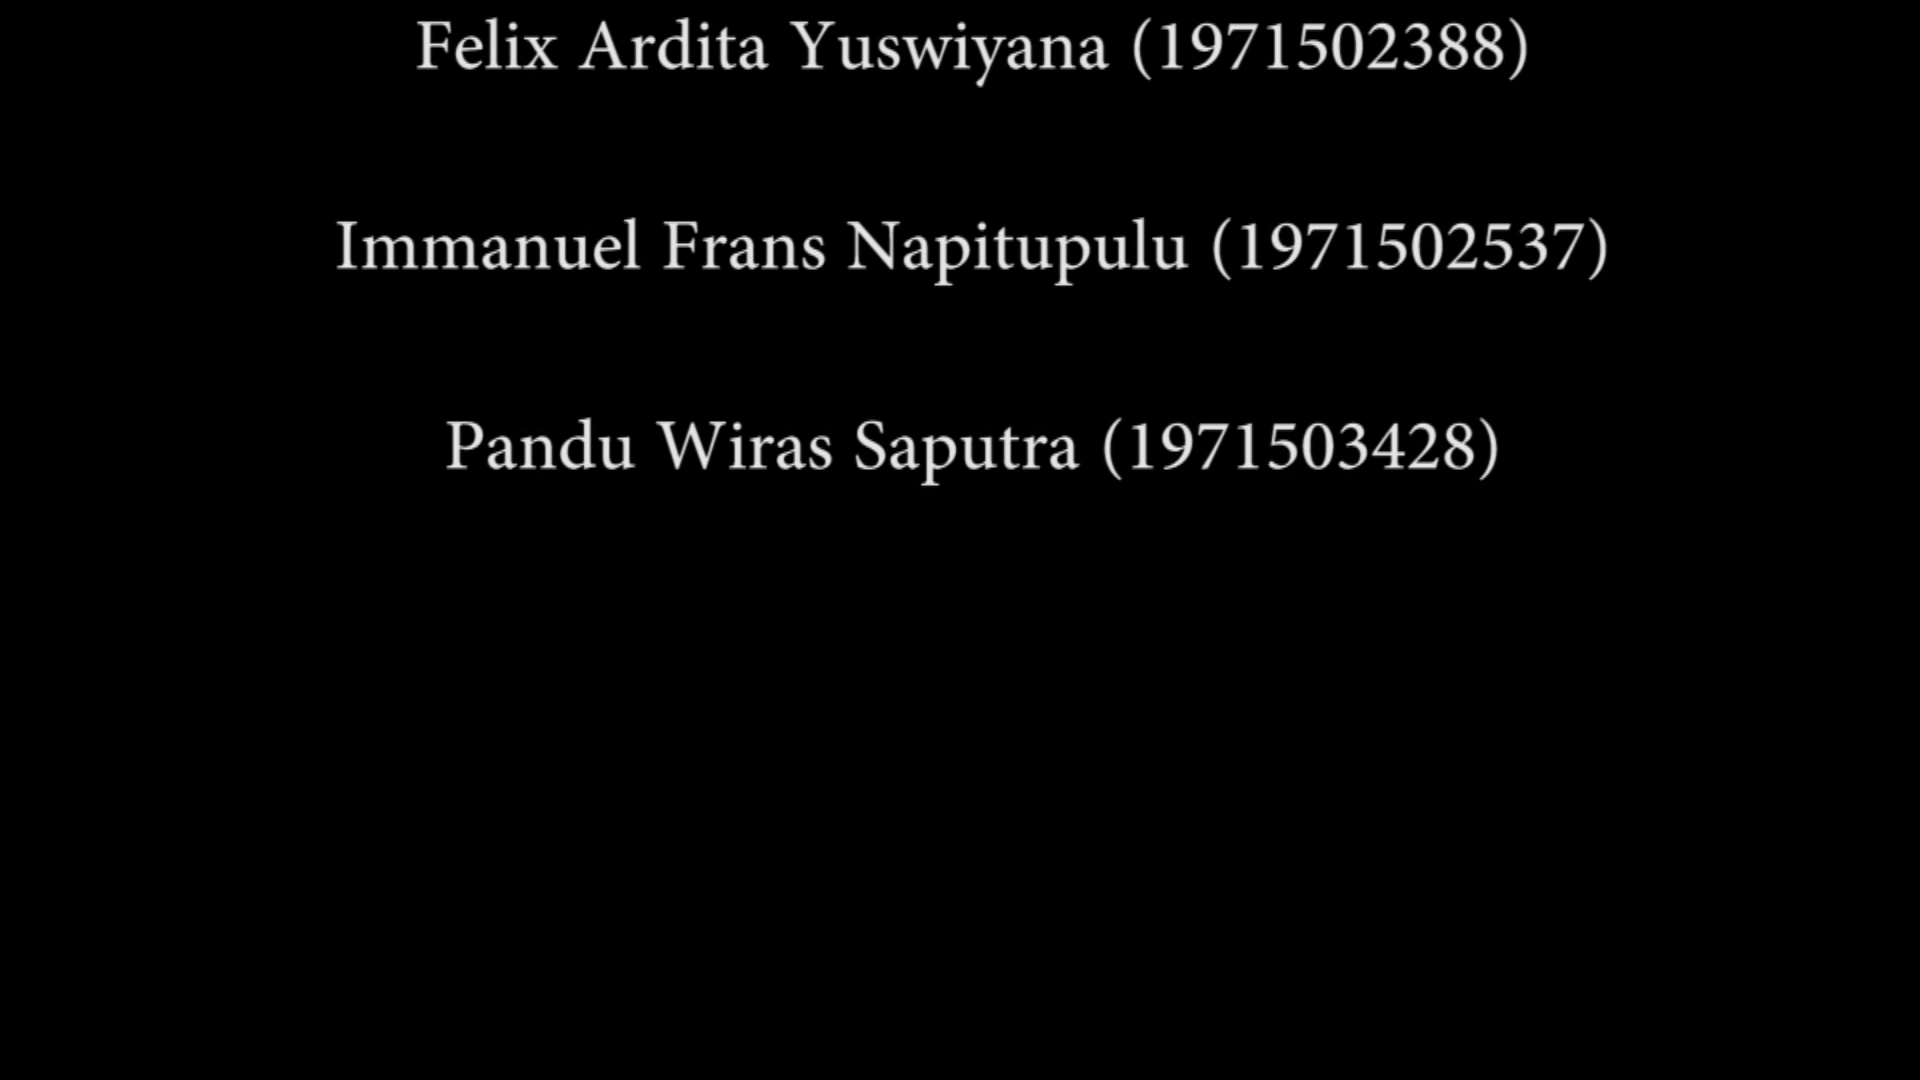 Felix Ardita Yuswiyana (1971502388)
Immanuel Frans Napitupulu (1971502537)
Pandu Wiras Saputra (1971503428)